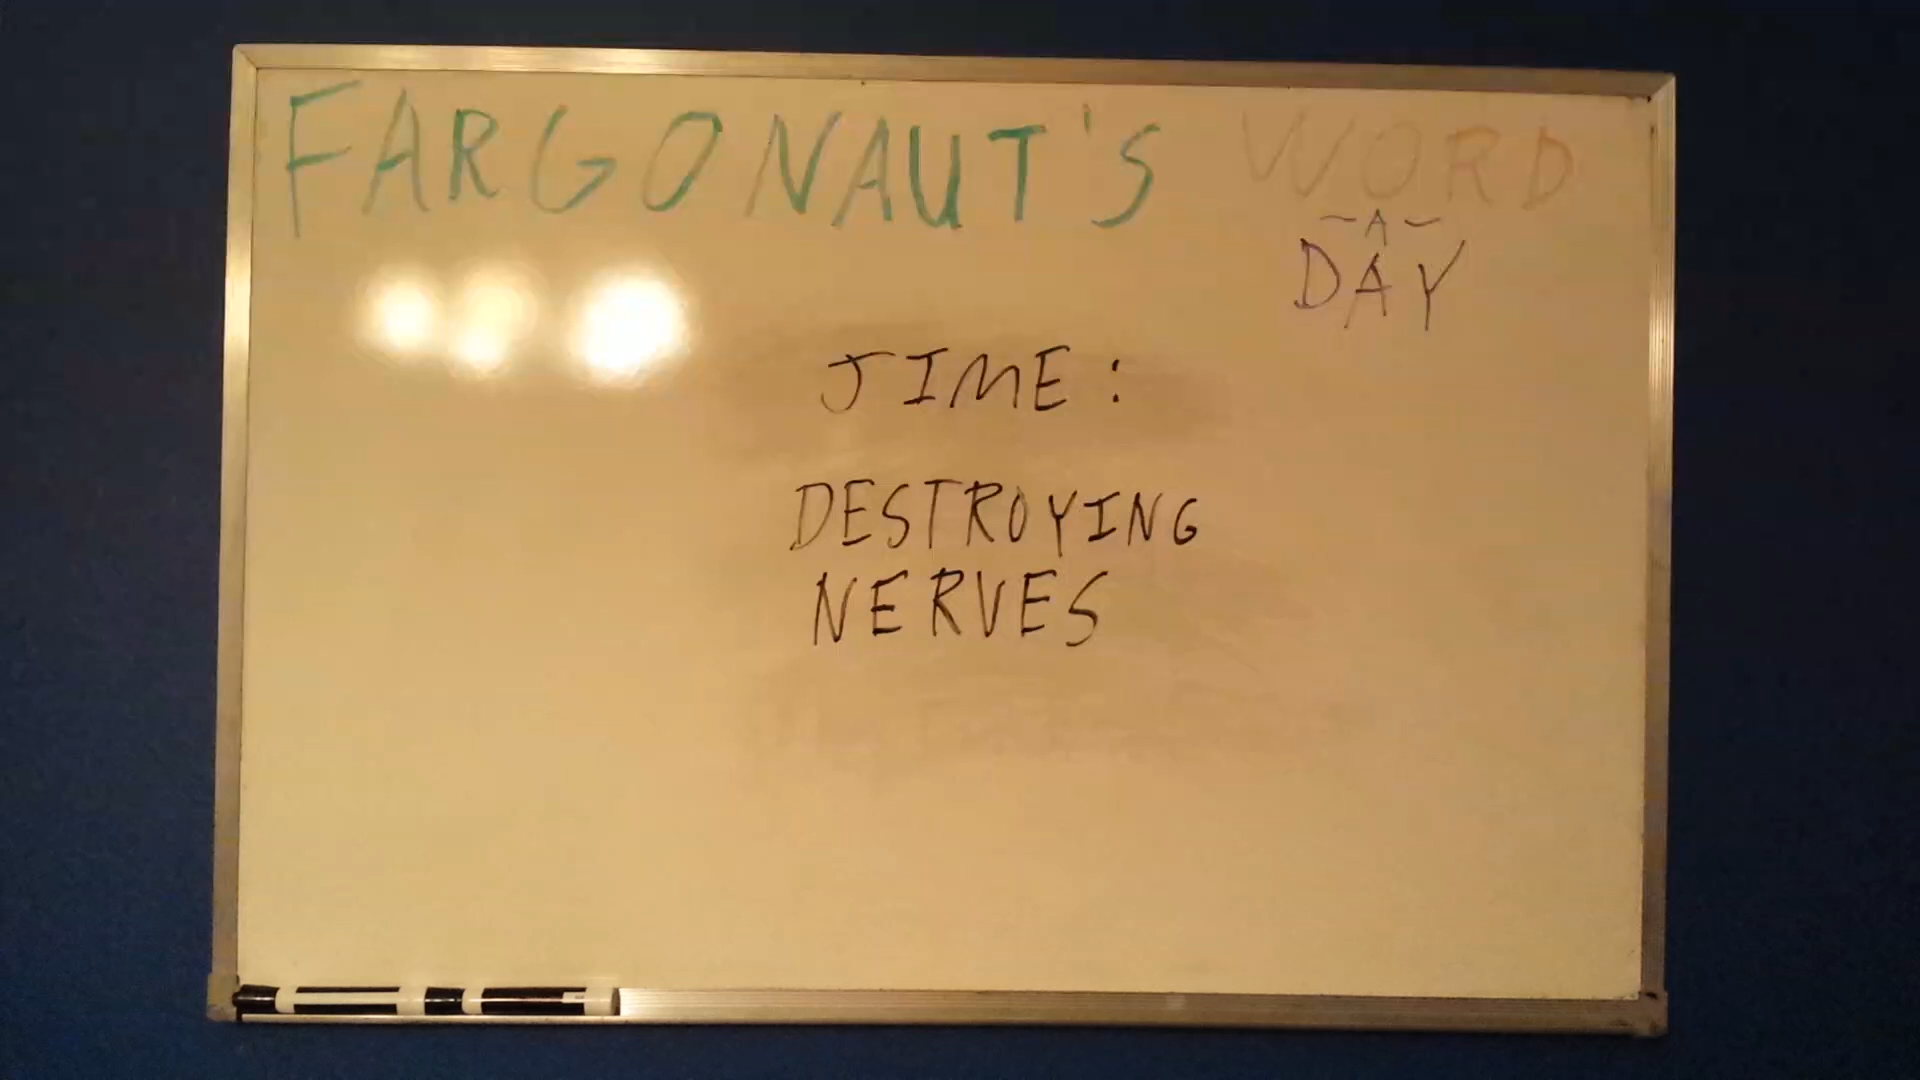 FARGONAUT'S WORD
~A~
DAY
JIME:
DESTROYING
NERVES